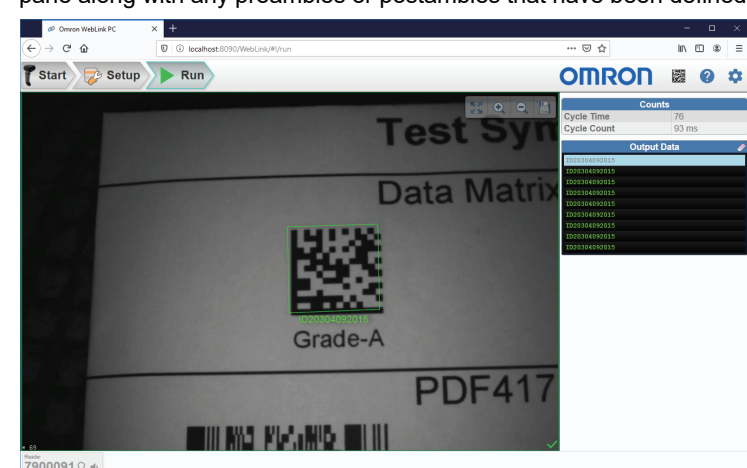 pane along with any preambles or postambles that have been defined
Omron WebLink PC
localhost:8090/WebLink/#!/run
Start
Setup
Run
OMRON
Test Sym
Data Matrix
ID20304092015
Grade-A
PDF417
69
Counts
Cycle Time 76
Cycle Count 93 ms
Output Data
ID20304092015
ID20304092015
ID20304092015
ID20304092015
ID20304092015
ID20304092015
ID20304092015
ID20304092015
ID20304092015
Reader
7900091